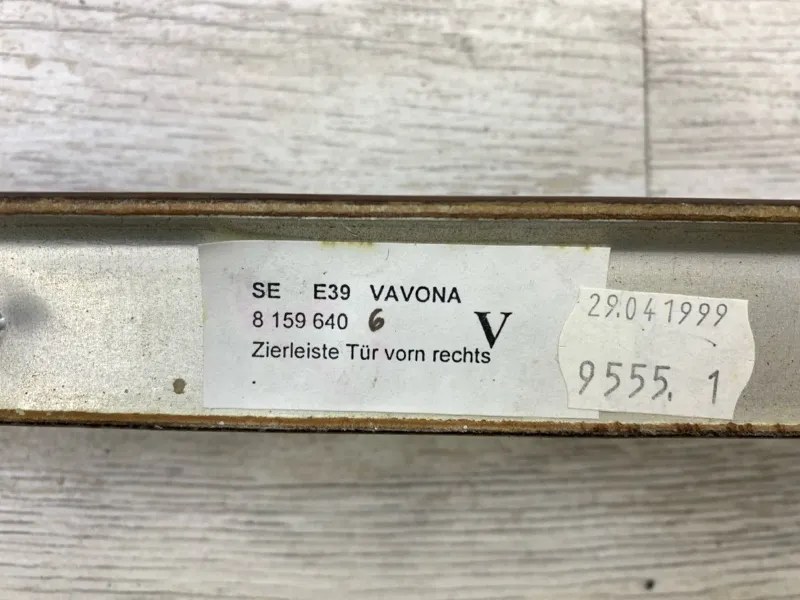 SE E39 VAVONA
8 159 640 6
V
Zierleiste Tür vorn rechts
29.04 1999
9555. 1